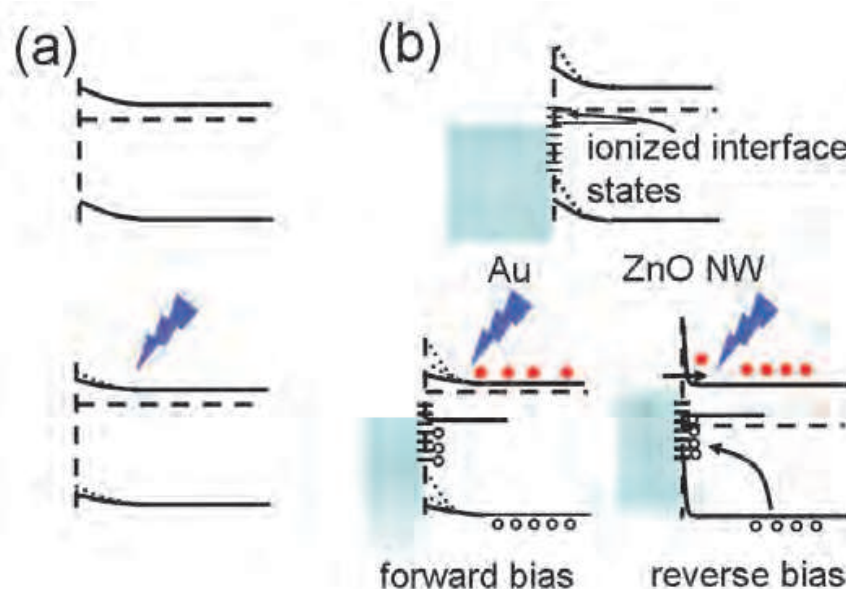 (a)
(b)
ionized interface
states
Au
ZnO NW
forward bias
reverse bias